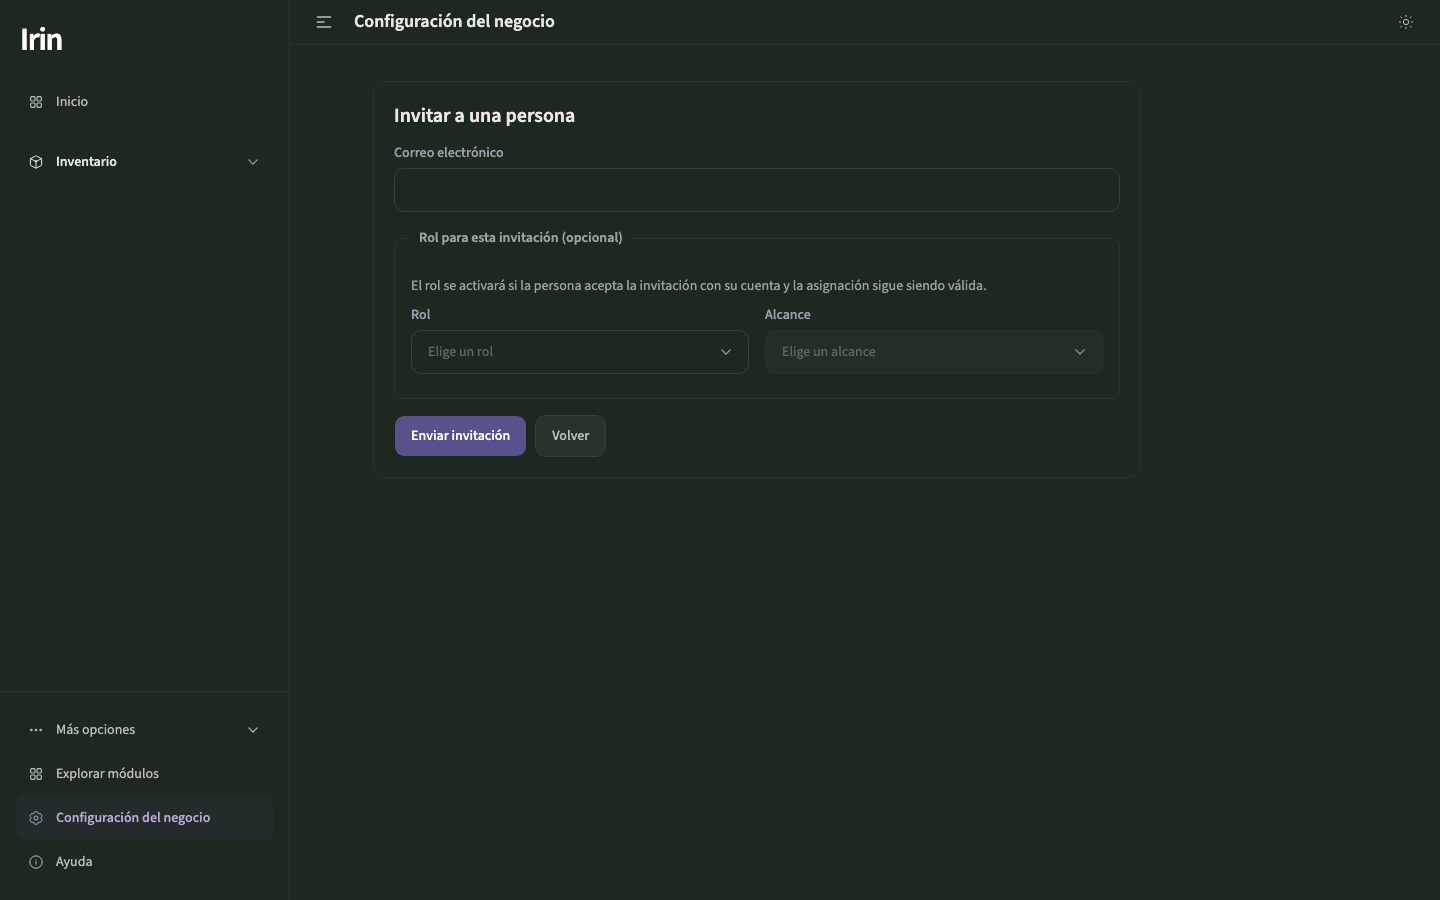 Irin
Inicio
Inventario
Más opciones
Explorar módulos
Configuración del negocio
Ayuda
Configuración del negocio
Invitar a una persona
Correo electrónico
Rol para esta invitación (opcional)
El rol se activará si la persona acepta la invitación con su cuenta y la asignación sigue siendo válida.
Rol
Alcance
Elige un rol
Elige un alcance
Enviar invitación
Volver